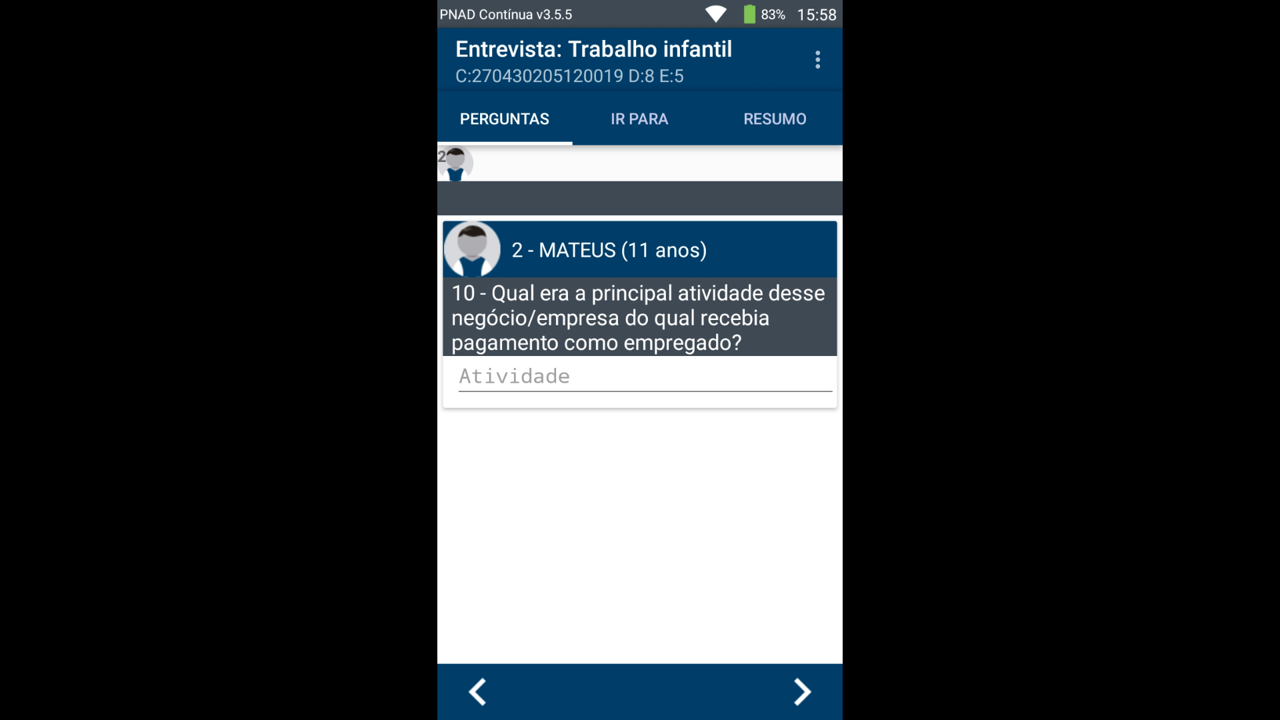 PNAD Contínua v3.5.5 83% 15:58
Entrevista: Trabalho infantil
C:270430205120019 D:8 E:5
PERGUNTAS IR PARA RESUMO
2
2 - MATEUS (11 anos)
10 - Qual era a principal atividade desse
negócio/empresa do qual recebia
pagamento como empregado?
Atividade